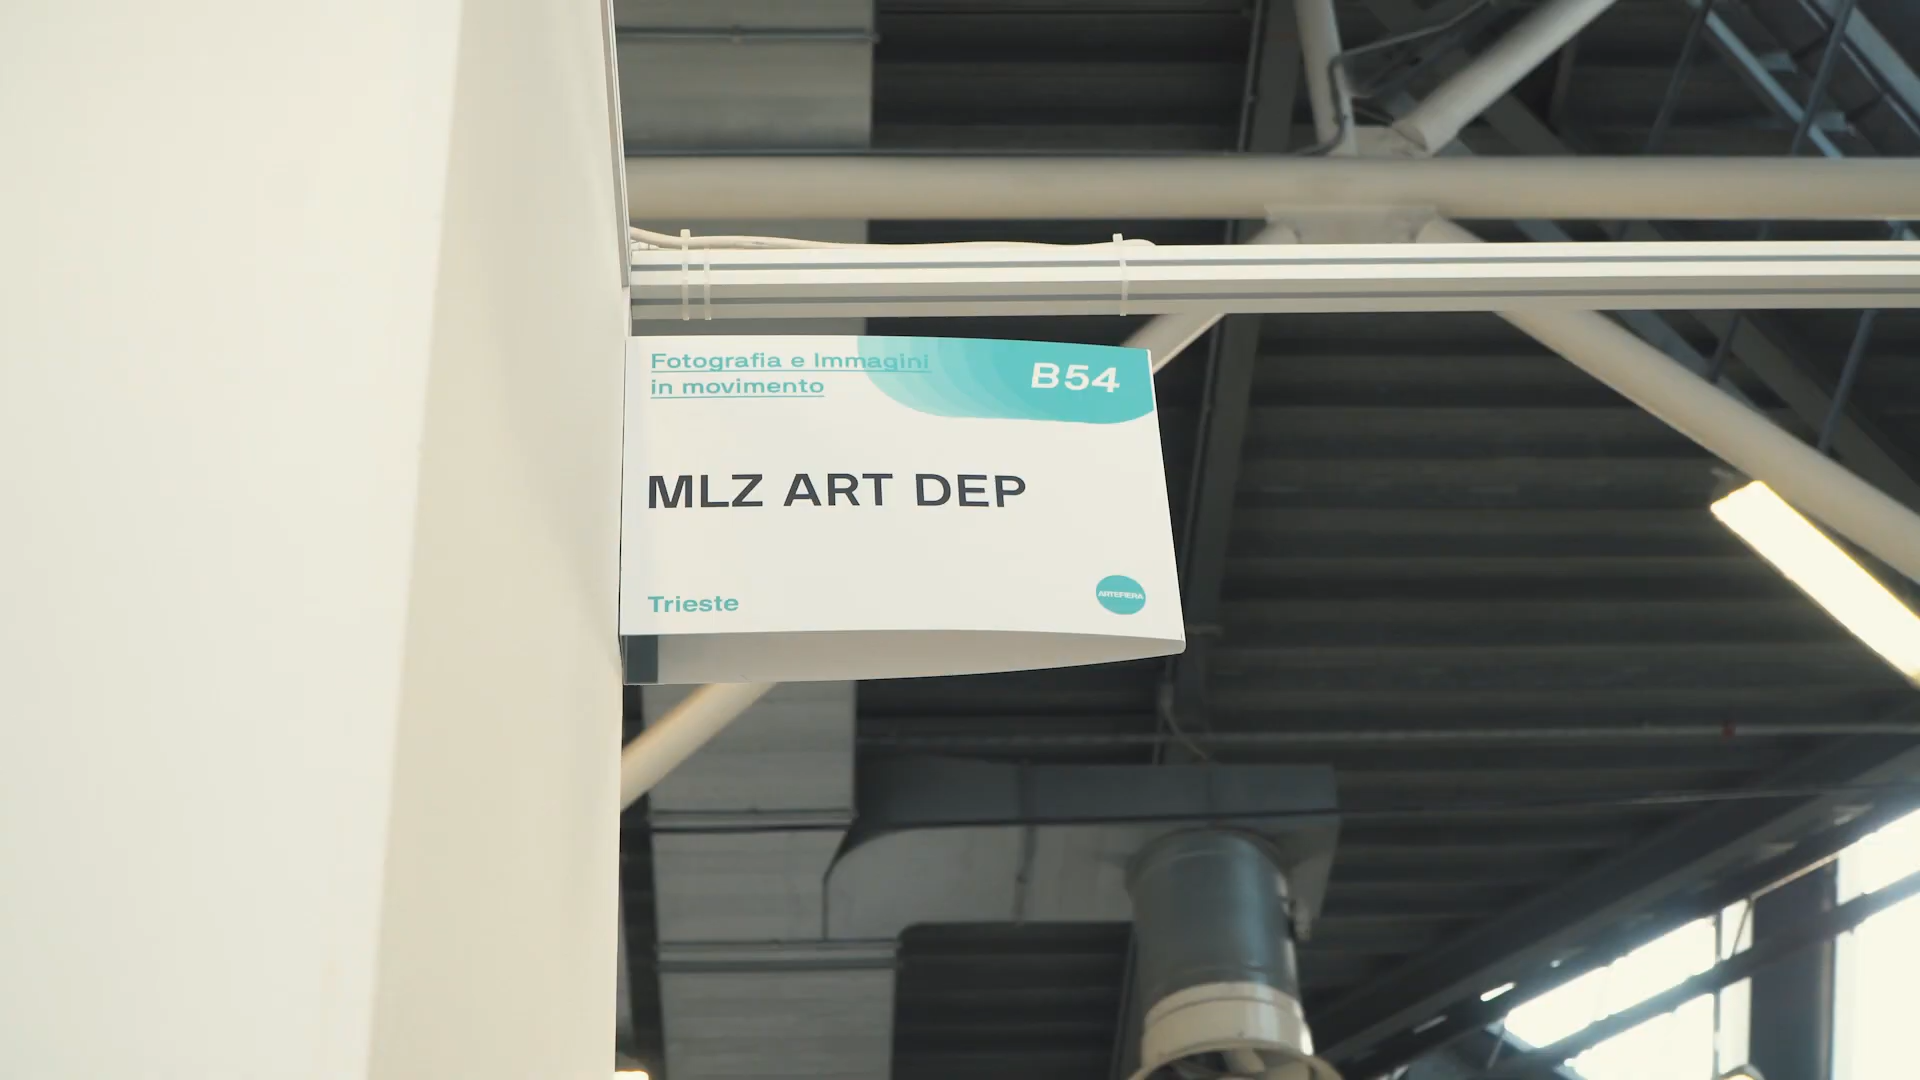 Fotografia e Immagini
in movimento
B54
MLZ ART DEP
Trieste
ARTEFIERA